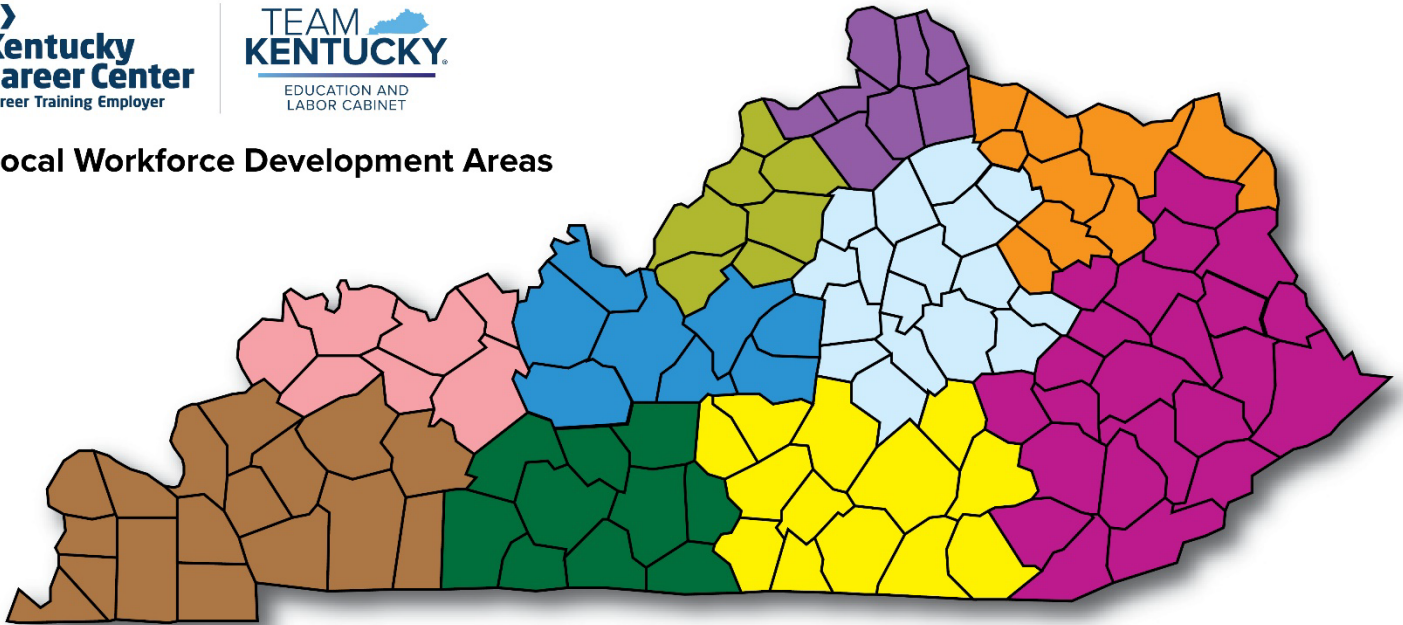 Kentucky
areer Center
reer Training Employer
TEAM
KENTUCKY®
EDUCATION AND
LABOR CABINET
ocal Workforce Development Areas